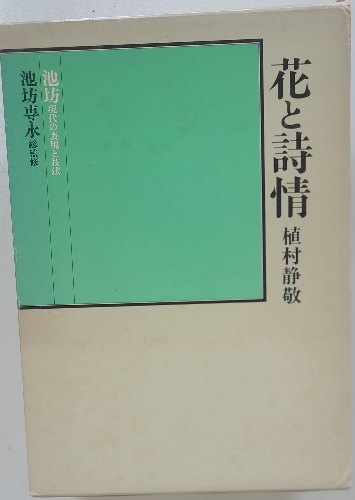 花と詩情
植村静敬
池坊 現代の表現と技法
池坊専永 総監修